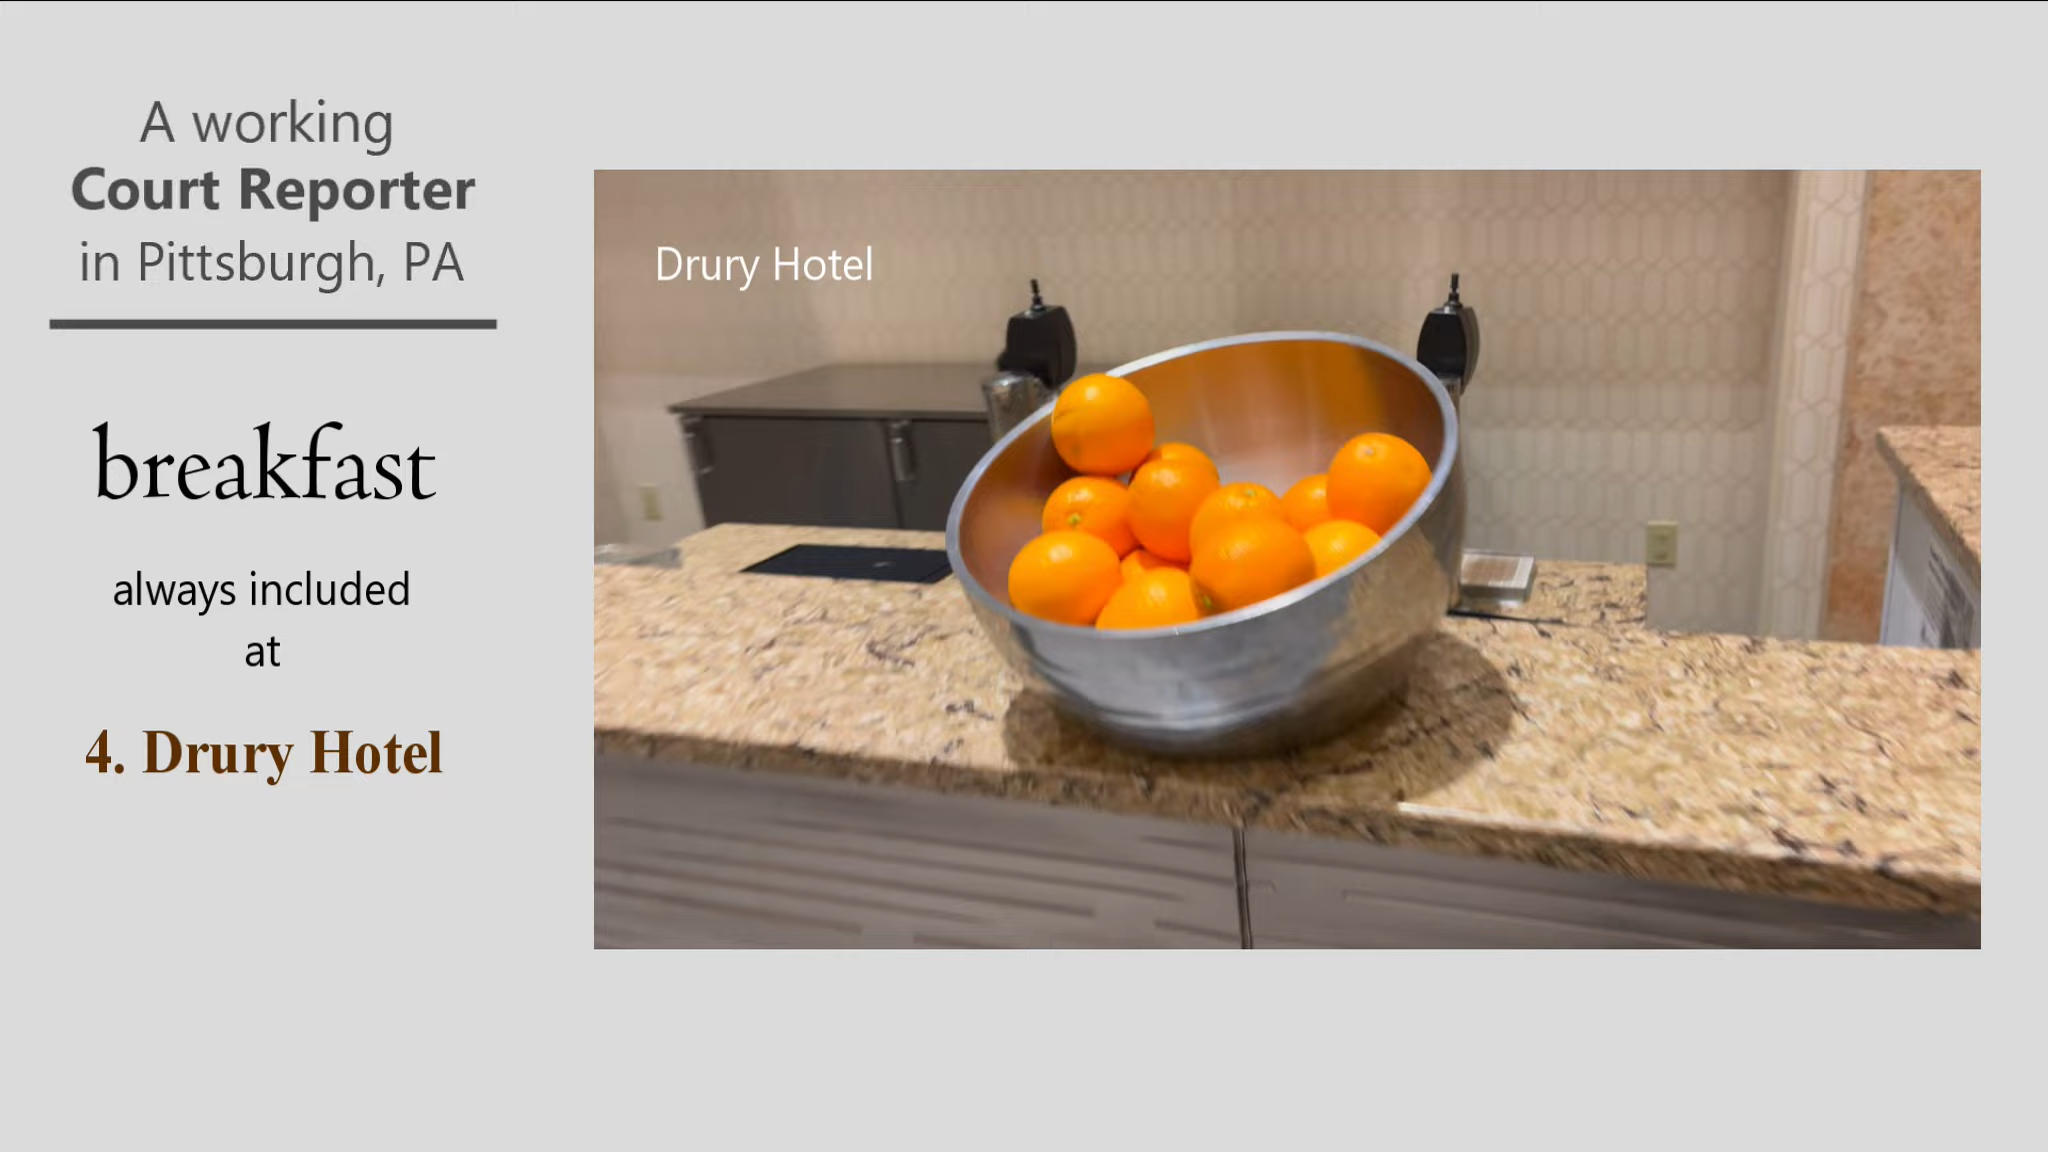 A working
Court Reporter
in Pittsburgh, PA
breakfast
always included
at
4. Drury Hotel
Drury Hotel